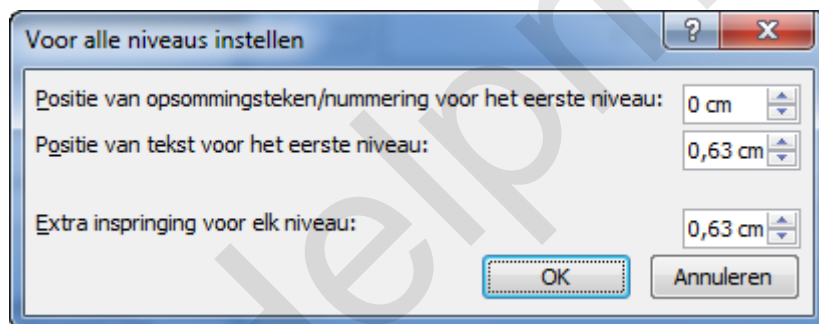 Voor alle niveaus instellen
?
Positie van opsommingsteken/nummering voor het eerste niveau: 0 cm
Positie van tekst voor het eerste niveau: 0,63 cm
Extra inspringing voor elk niveau: 0,63 cm
OK Annuleren